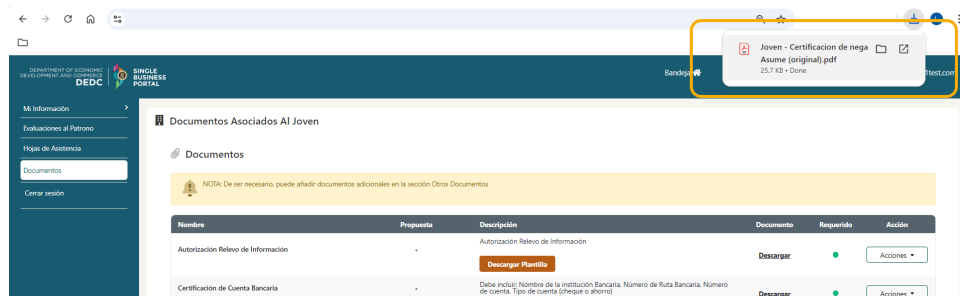 Joven - Certificacion de nega
Asume (original).pdf
25.7 KB • Done
DEPARTMENT OF ECONOMIC
DEVELOPMENT AND COMMERCE
DEDC
SINGLE
BUSINESS
PORTAL
Bandeja
1test.com
Mi Información
Evaluaciones al Patrono
Hojas de Asistencia
Documentos
Cerrar sesión
Documentos Asociados Al Joven
Documentos
NOTA: De ser necesario, puede añadir documentos adicionales en la sección Otros Documentos
Nombre Propuesta Descripción Documento Requerido Acción
Autorización Relevo de Información - Autorización Relevo de Información Descargar Acciones
Descargar Plantilla
Certificación de Cuenta Bancaria - Debe incluir: Nombre de la institución Bancaria, Número de Ruta Bancaria, Número
de cuenta, Tipo de cuenta (cheque o ahorro) Descargar Acciones